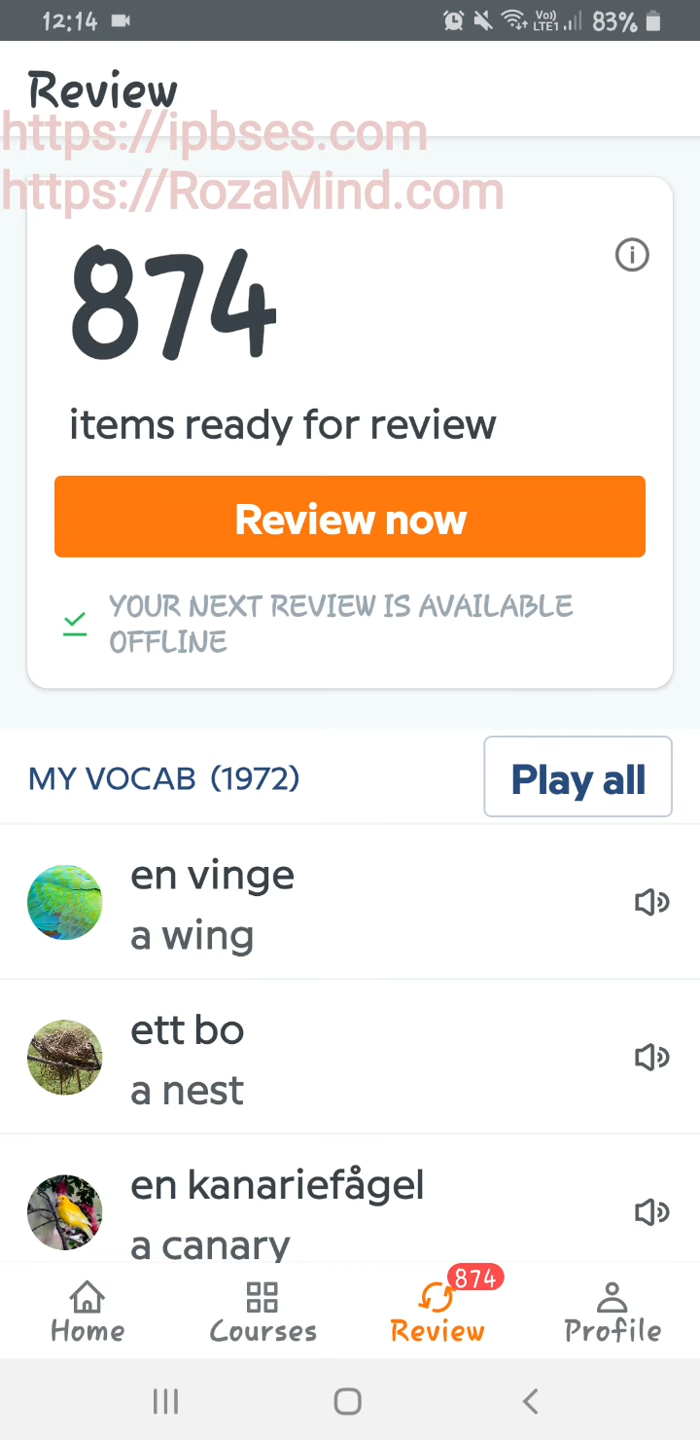 12:14
Vo)) LTE1 83%
Review
https://ipbses.com
https://RozaMind.com
874
items ready for review
Review now
YOUR NEXT REVIEW IS AVAILABLE
OFFLINE
MY VOCAB (1972)
Play all
en vinge
a wing
ett bo
a nest
en kanariefågel
a canary
874
Home Courses Review Profile